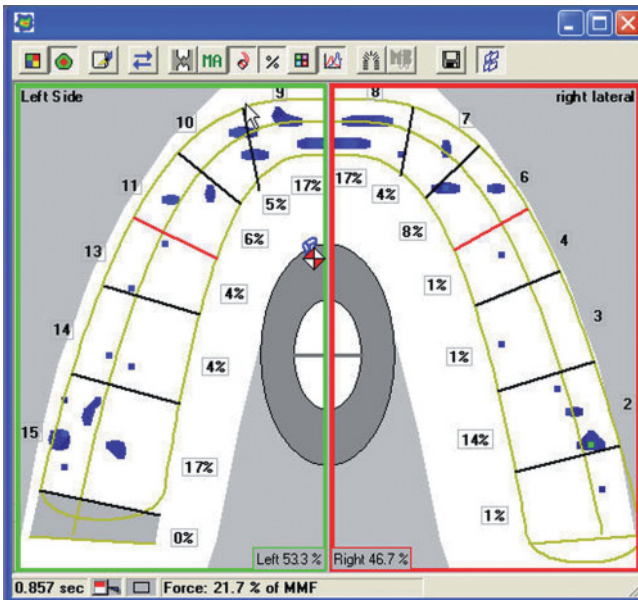 MA % MB
Left Side
right lateral
9 8
10 7
11 6
13 4
14 3
15 2
17% 17%
5% 4%
6% 8%
4% 1%
4% 1%
17% 14%
0% 1%
Left 53.3 % Right 46.7 %
0.857 sec Force: 21.7 % of MMF